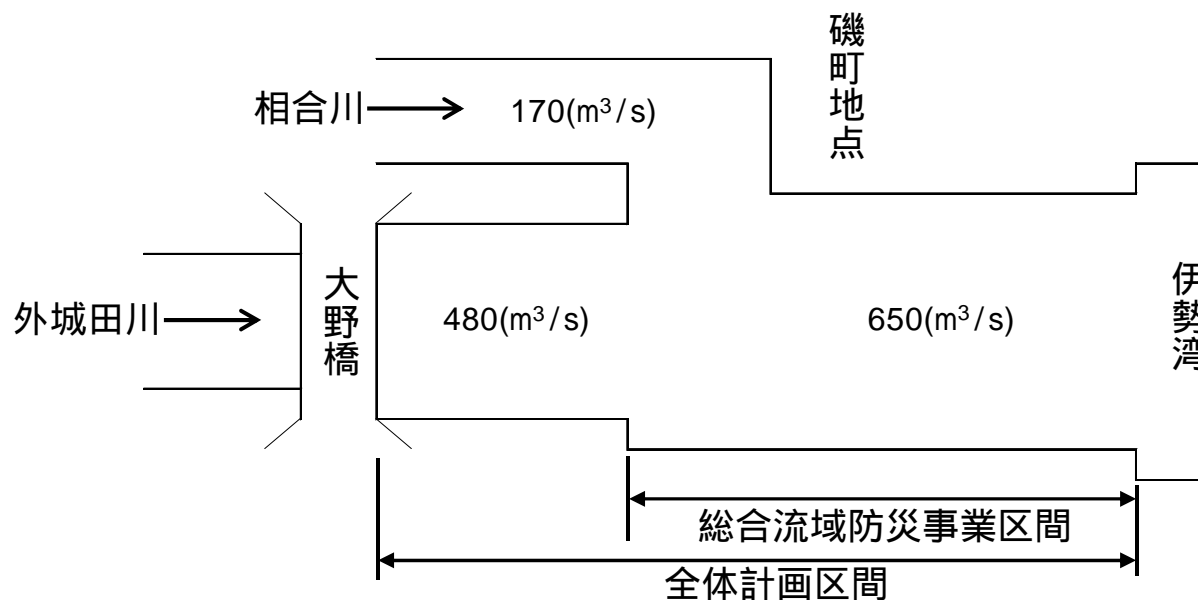 磯町地点
相合川
170(m³/s)
外城田川
大野橋
480(m³/s)
650(m³/s)
伊勢湾
総合流域防災事業区間
全体計画区間